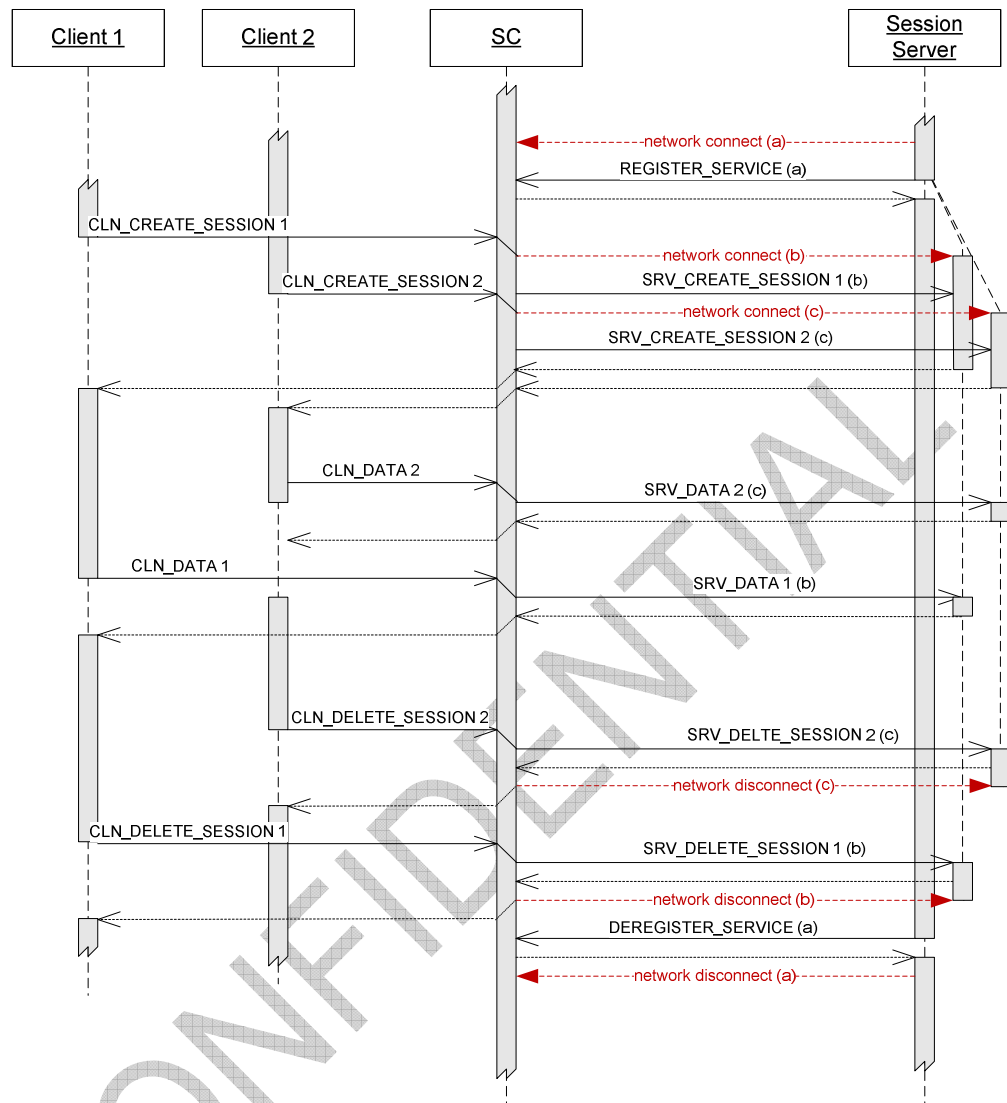 Client 1
Client 2
SC
Session
Server
network connect (a)
REGISTER_SERVICE (a)
CLN_CREATE_SESSION 1
network connect (b)
CLN_CREATE_SESSION 2
SRV_CREATE_SESSION 1 (b)
network connect (c)
SRV_CREATE_SESSION 2 (c)
CLN_DATA 2
SRV_DATA 2 (c)
CLN_DATA 1
SRV_DATA 1 (b)
CLN_DELETE_SESSION 2
SRV_DELTE_SESSION 2 (c)
network disconnect (c)
CLN_DELETE_SESSION 1
SRV_DELETE_SESSION 1 (b)
network disconnect (b)
DEREGISTER_SERVICE (a)
network disconnect (a)
ONFIDENTIAL